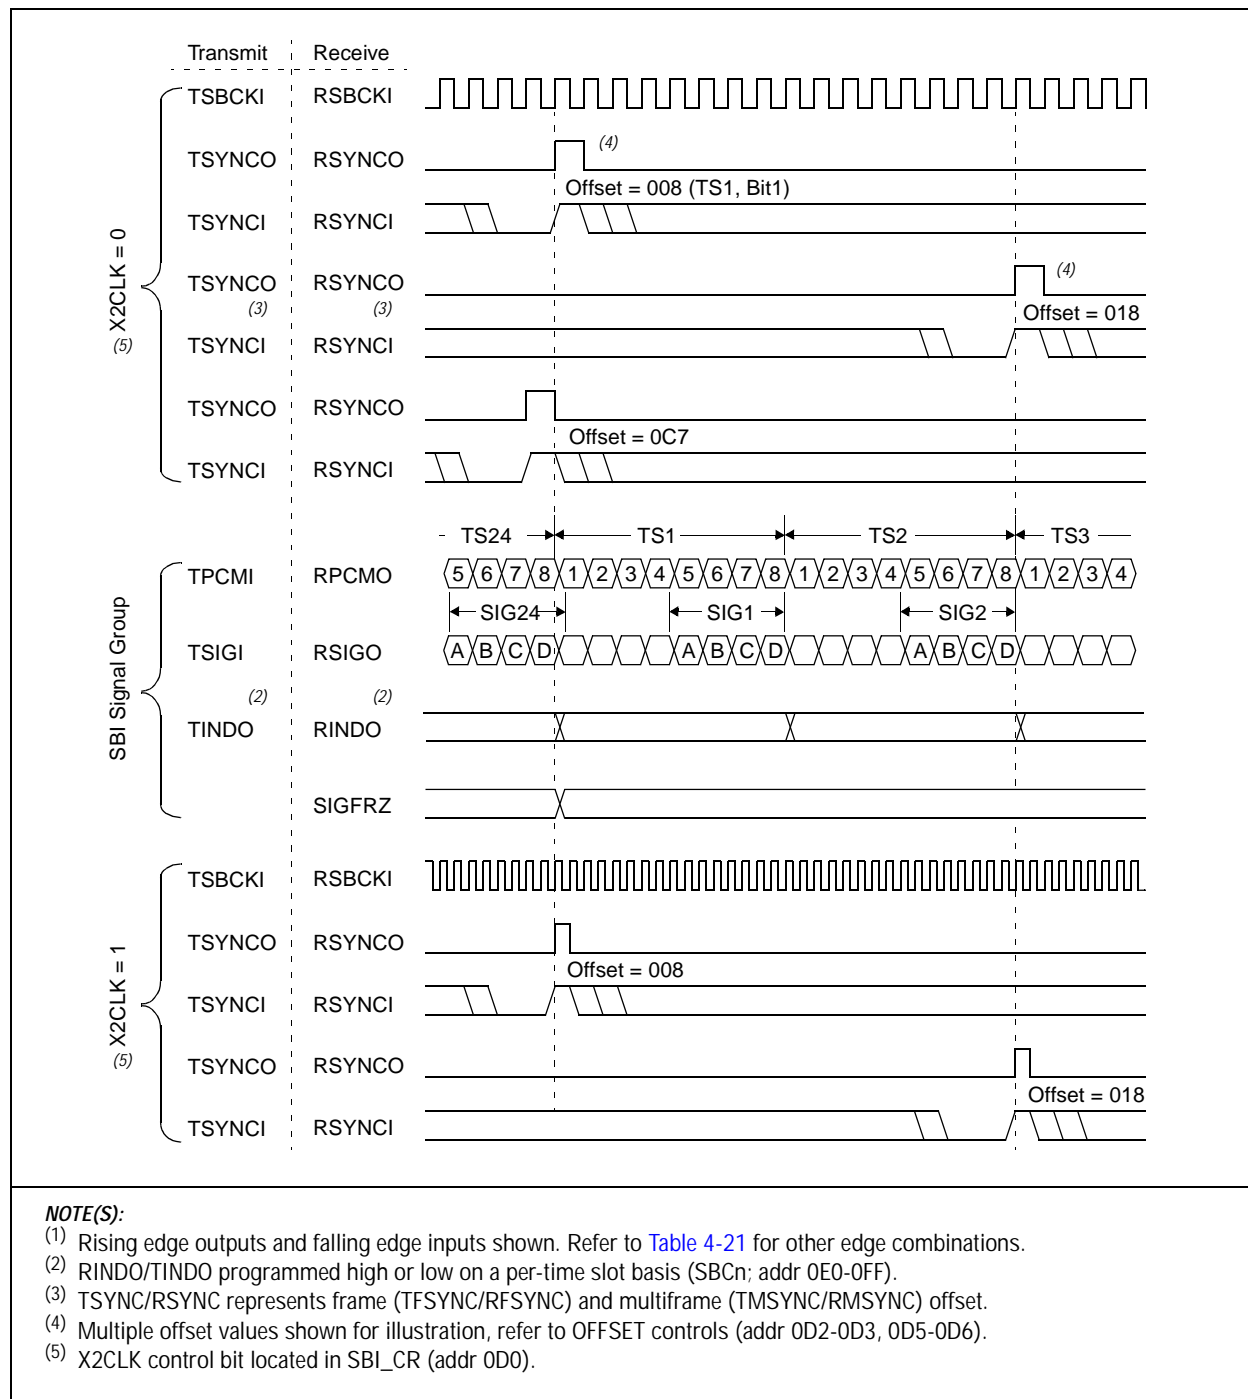 Transmit Receive
TSBCKI RSBCKI
TSYNCO RSYNCO (4)
Offset = 008 (TS1, Bit1)
TSYNCI RSYNCI
X2CLK = 0
(5)
TSYNCO RSYNCO (4)
(3) (3)
Offset = 018
TSYNCI RSYNCI
TSYNCO RSYNCO
Offset = 0C7
TSYNCI RSYNCI
TS24 TS1 TS2 TS3
TPCMI RPCMO 5 6 7 8 1 2 3 4 5 6 7 8 1 2 3 4 5 6 7 8 1 2 3 4
SIG24 SIG1 SIG2
SBI Signal Group
TSIGI RSIGO A B C D A B C D A B C D
(2) (2)
TINDO RINDO
SIGFRZ
TSBCKI RSBCKI
TSYNCO RSYNCO
Offset = 008
TSYNCI RSYNCI
X2CLK = 1
(5)
TSYNCO RSYNCO
Offset = 018
TSYNCI RSYNCI
NOTE(S):
(1) Rising edge outputs and falling edge inputs shown. Refer to Table 4-21 for other edge combinations.
(2) RINDO/TINDO programmed high or low on a per-time slot basis (SBCn; addr 0E0-0FF).
(3) TSYNC/RSYNC represents frame (TFSYNC/RFSYNC) and multiframe (TMSYNC/RMSYNC) offset.
(4) Multiple offset values shown for illustration, refer to OFFSET controls (addr 0D2-0D3, 0D5-0D6).
(5) X2CLK control bit located in SBI_CR (addr 0D0).